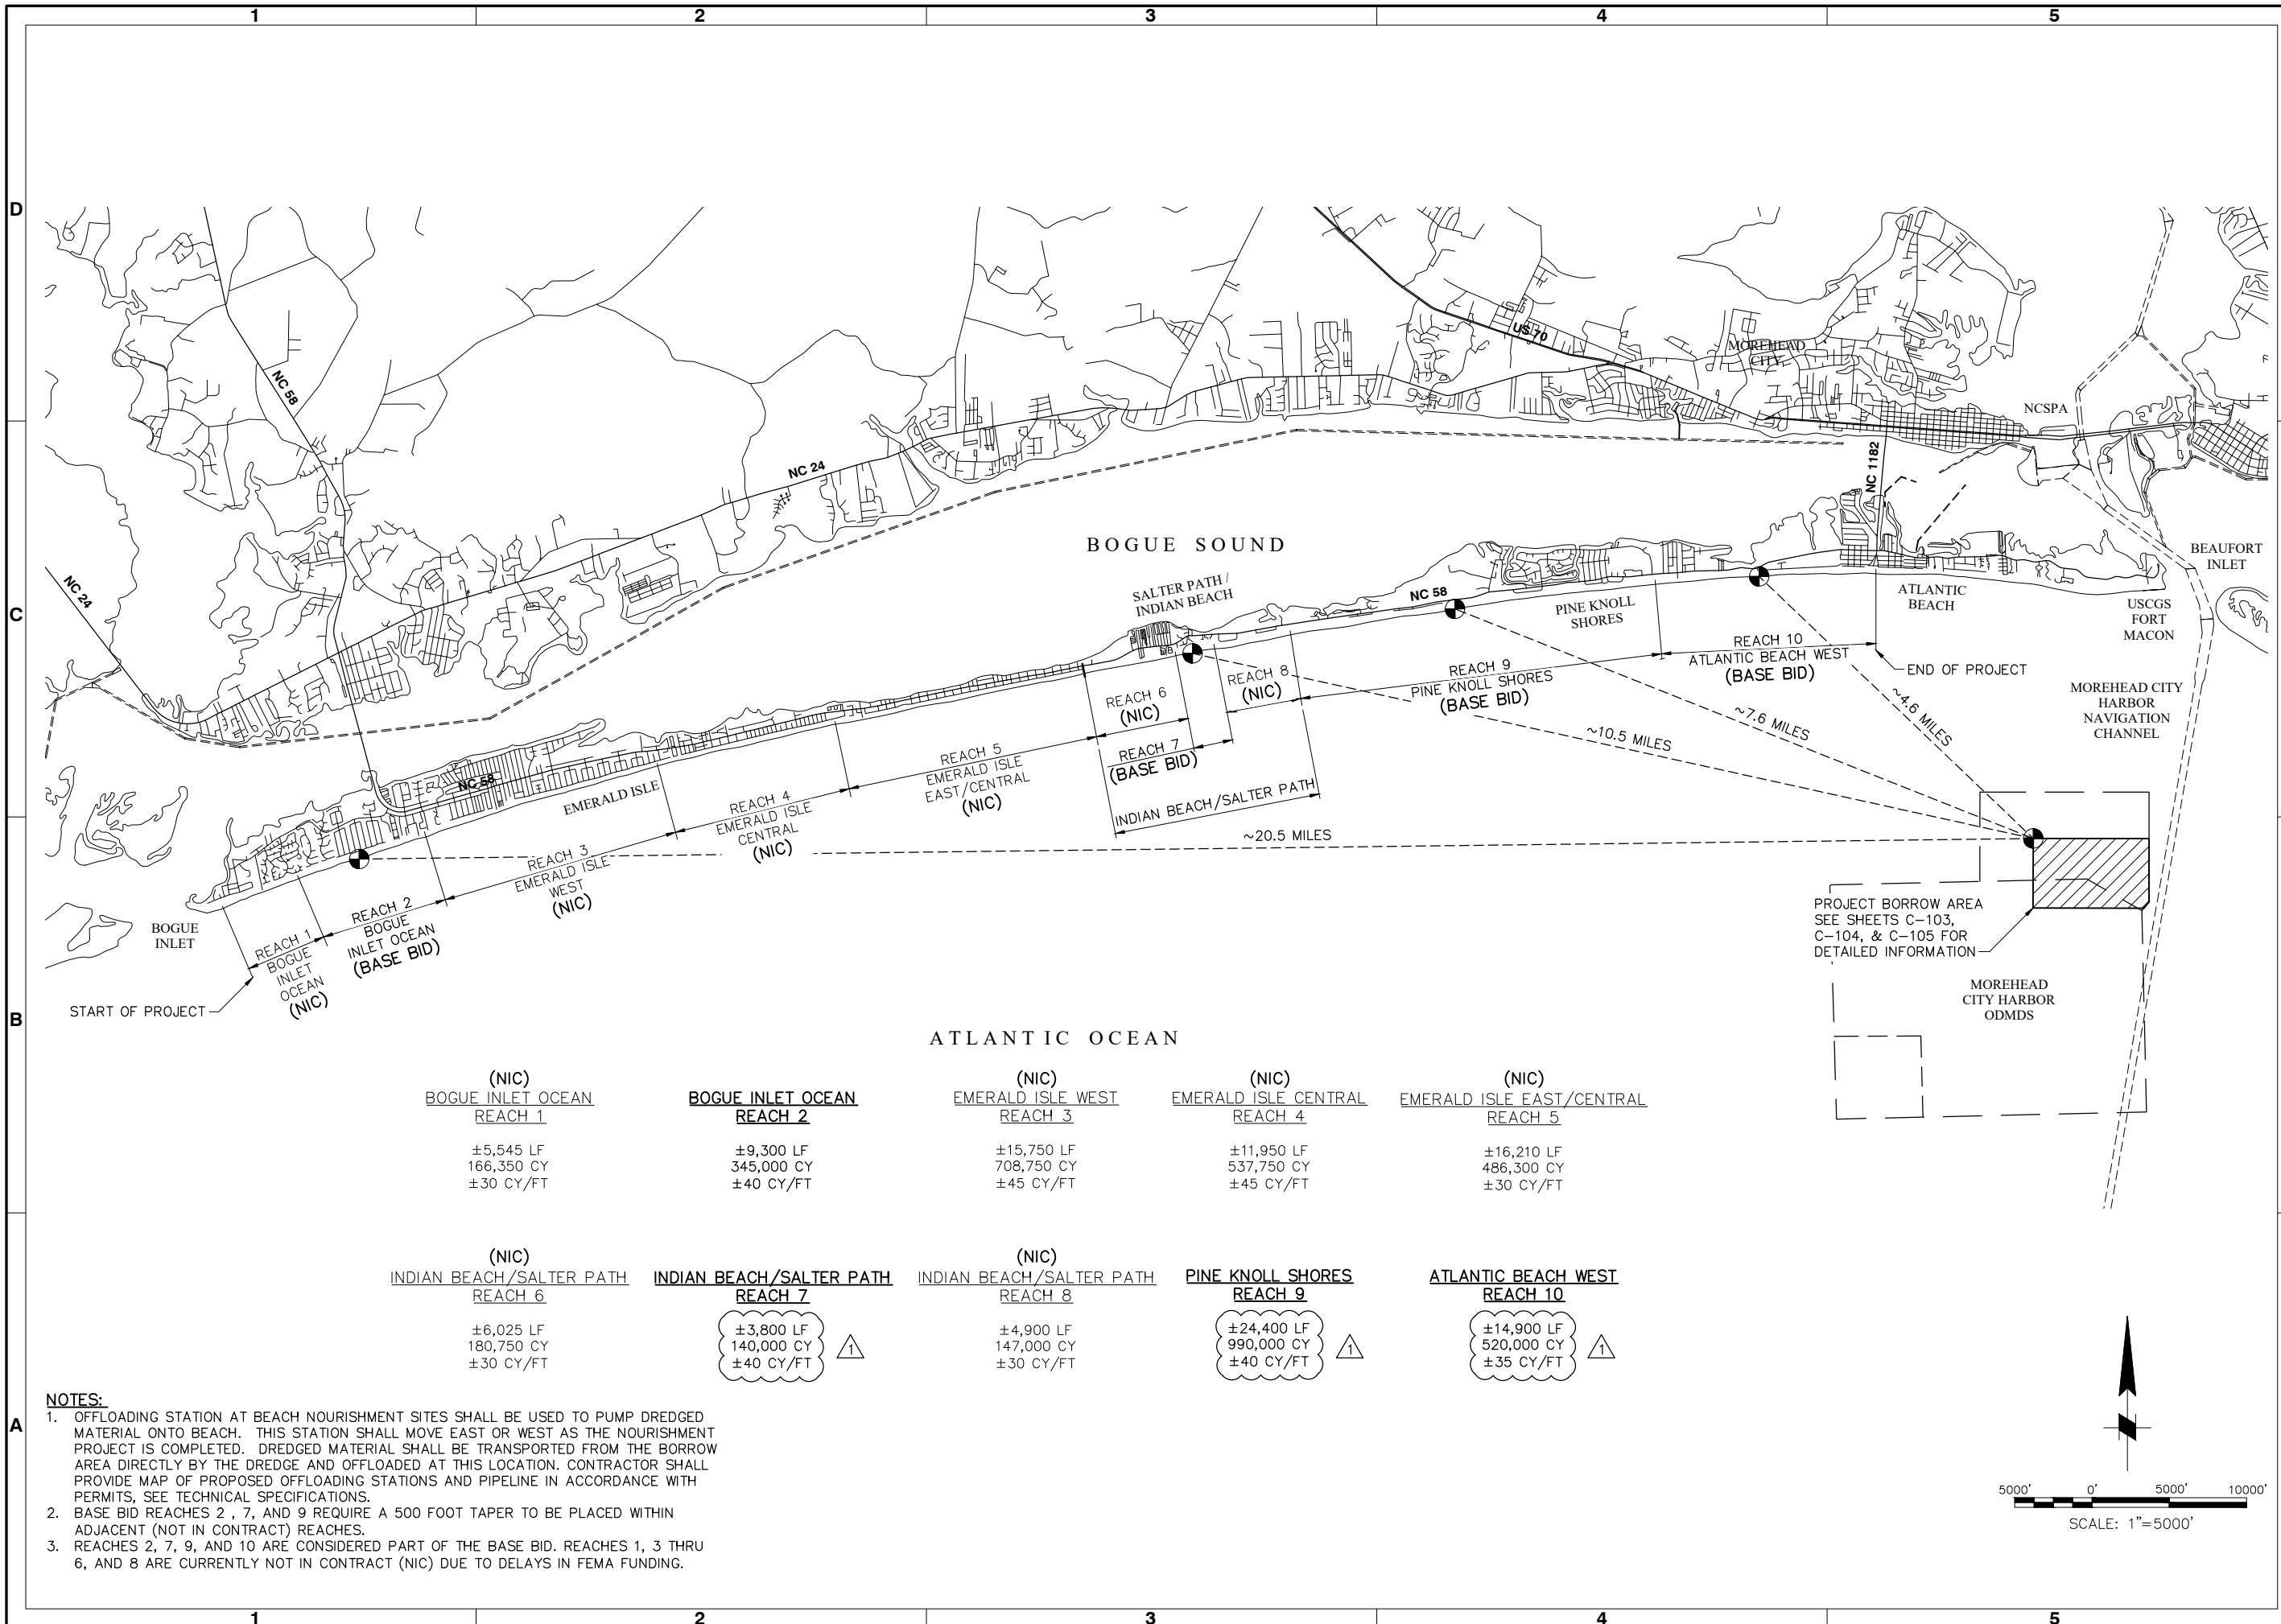 1 2 3 4 5
D
C
B
A
NC 58
NC 24
NC 24
US 70
MOREHEAD
CITY
NCSPA
NC 1182
BOGUE SOUND
BEAUFORT
INLET
SALTER PATH /
INDIAN BEACH
NC 58
PINE KNOLL
SHORES
ATLANTIC
BEACH
USCGS
FORT
MACON
REACH 10
ATLANTIC BEACH WEST
(BASE BID)
END OF PROJECT
REACH 9
PINE KNOLL SHORES
(BASE BID)
REACH 8
(NIC)
REACH 6
(NIC)
REACH 7
(BASE BID)
INDIAN BEACH/SALTER PATH
MOREHEAD CITY
HARBOR
NAVIGATION
CHANNEL
~4.6 MILES
~7.6 MILES
~10.5 MILES
~20.5 MILES
REACH 5
EMERALD ISLE
EAST/CENTRAL
(NIC)
NC 58
EMERALD ISLE
REACH 4
EMERALD ISLE
CENTRAL
(NIC)
REACH 3
EMERALD ISLE
WEST
(NIC)
REACH 2
BOGUE
INLET OCEAN
(BASE BID)
REACH 1
BOGUE
INLET
OCEAN
(NIC)
BOGUE
INLET
START OF PROJECT
PROJECT BORROW AREA
SEE SHEETS C-103,
C-104, & C-105 FOR
DETAILED INFORMATION
MOREHEAD
CITY HARBOR
ODMDS
ATLANTIC OCEAN
(NIC)
BOGUE INLET OCEAN
REACH 1
±5,545 LF
166,350 CY
±30 CY/FT
BOGUE INLET OCEAN
REACH 2
±9,300 LF
345,000 CY
±40 CY/FT
(NIC)
EMERALD ISLE WEST
REACH 3
±15,750 LF
708,750 CY
±45 CY/FT
(NIC)
EMERALD ISLE CENTRAL
REACH 4
±11,950 LF
537,750 CY
±45 CY/FT
(NIC)
EMERALD ISLE EAST/CENTRAL
REACH 5
±16,210 LF
486,300 CY
±30 CY/FT
(NIC)
INDIAN BEACH/SALTER PATH
REACH 6
±6,025 LF
180,750 CY
±30 CY/FT
INDIAN BEACH/SALTER PATH
REACH 7
±3,800 LF
140,000 CY
±40 CY/FT
1
(NIC)
INDIAN BEACH/SALTER PATH
REACH 8
±4,900 LF
147,000 CY
±30 CY/FT
PINE KNOLL SHORES
REACH 9
±24,400 LF
990,000 CY
±40 CY/FT
1
ATLANTIC BEACH WEST
REACH 10
±14,900 LF
520,000 CY
±35 CY/FT
1
NOTES:
1. OFFLOADING STATION AT BEACH NOURISHMENT SITES SHALL BE USED TO PUMP DREDGED
MATERIAL ONTO BEACH. THIS STATION SHALL MOVE EAST OR WEST AS THE NOURISHMENT
PROJECT IS COMPLETED. DREDGED MATERIAL SHALL BE TRANSPORTED FROM THE BORROW
AREA DIRECTLY BY THE DREDGE AND OFFLOADED AT THIS LOCATION. CONTRACTOR SHALL
PROVIDE MAP OF PROPOSED OFFLOADING STATIONS AND PIPELINE IN ACCORDANCE WITH
PERMITS, SEE TECHNICAL SPECIFICATIONS.
2. BASE BID REACHES 2 , 7, AND 9 REQUIRE A 500 FOOT TAPER TO BE PLACED WITHIN
ADJACENT (NOT IN CONTRACT) REACHES.
3. REACHES 2, 7, 9, AND 10 ARE CONSIDERED PART OF THE BASE BID. REACHES 1, 3 THRU
6, AND 8 ARE CURRENTLY NOT IN CONTRACT (NIC) DUE TO DELAYS IN FEMA FUNDING.
5000' 0' 5000' 10000'
SCALE: 1"=5000'
1 2 3 4 5